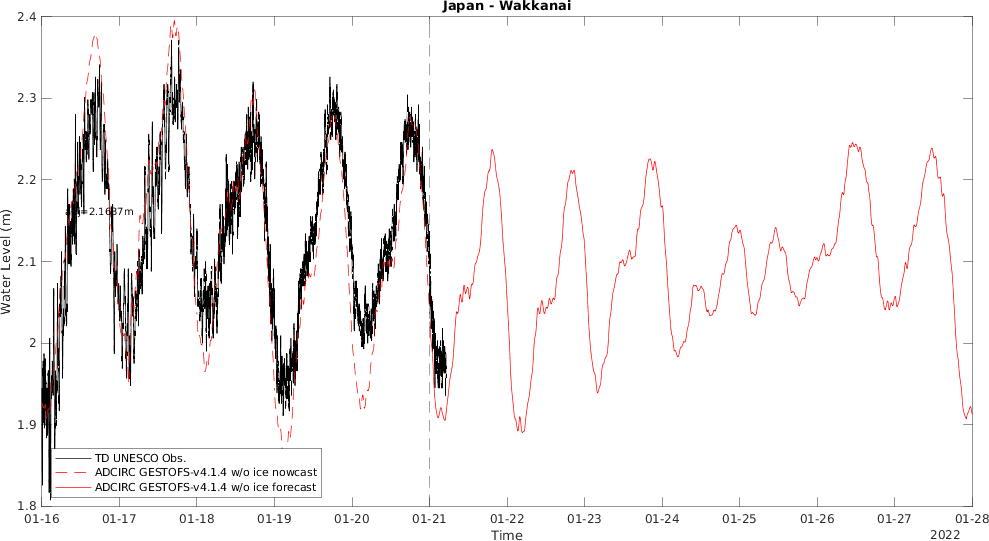 Japan - Wakkanai
Water Level (m)
2.4
2.3
2.2
2.1
2
1.9
1.8
=2.1637m
TD UNESCO Obs.
ADCIRC GESTOFS-v4.1.4 w/o ice nowcast
ADCIRC GESTOFS-v4.1.4 w/o ice forecast
01-16 01-17 01-18 01-19 01-20 01-21 01-22 01-23 01-24 01-25 01-26 01-27 01-28
Time
2022